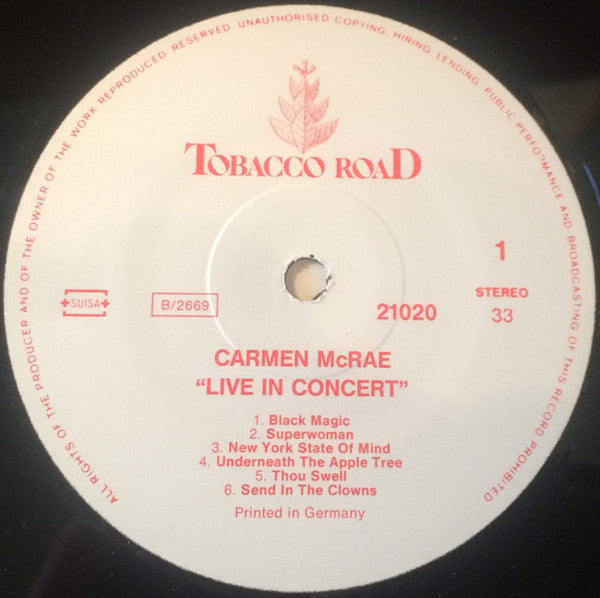 ALL RIGHTS OF THE PRODUCER AND OF THE OWNER OF THE WORK REPRODUCED RESERVED. UNAUTHORISED COPYING, HIRING, LENDING, PUBLIC PERFORMANCE AND BROADCASTING OF THIS RECORD PROHIBITED
TOBACCO ROAD
1
SUISA
B/2669
21020
STEREO
33
CARMEN McRAE
“LIVE IN CONCERT”
1. Black Magic
2. Superwoman
3. New York State Of Mind
4. Underneath The Apple Tree
5. Thou Swell
6. Send In The Clowns
Printed in Germany